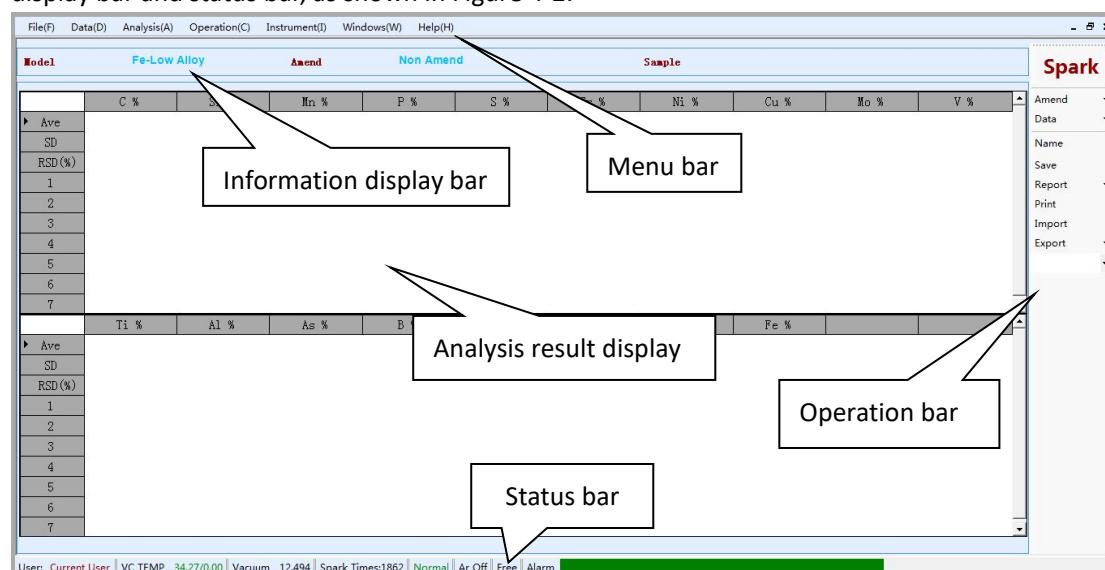 display bar and status bar, as shown in Figure 4-2.
File(F) Data(D) Analysis(A) Operation(C) Instrument(I) Windows(W) Help(H)
Model Fe-Low Alloy Amend Non Amend Sample
Spark
C % Mn % P % S % Ni % Cu % Mo % V %
Ave
SD
RSD(%)
1
2
3
4
5
6
7
Information display bar
Menu bar
Amend
Data
Name
Save
Report
Print
Import
Export
Ti % Al % As % B Fe %
Ave
SD
RSD(%)
1
2
3
4
5
6
7
Analysis result display
Operation bar
Status bar
User: Current User VC TEMP 34.27/0.00 Vacuum 12.494 Spark Times:1862 Normal Ar Off Free Alarm